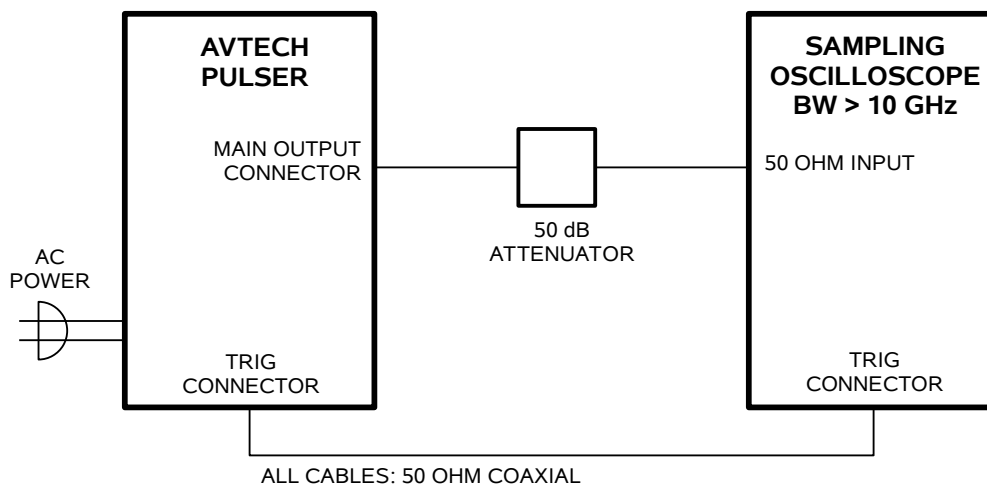 AVTECH
PULSER
MAIN OUTPUT
CONNECTOR
AC
POWER
TRIG
CONNECTOR
50 dB
ATTENUATOR
SAMPLING
OSCILLOSCOPE
BW > 10 GHz
50 OHM INPUT
TRIG
CONNECTOR
ALL CABLES: 50 OHM COAXIAL